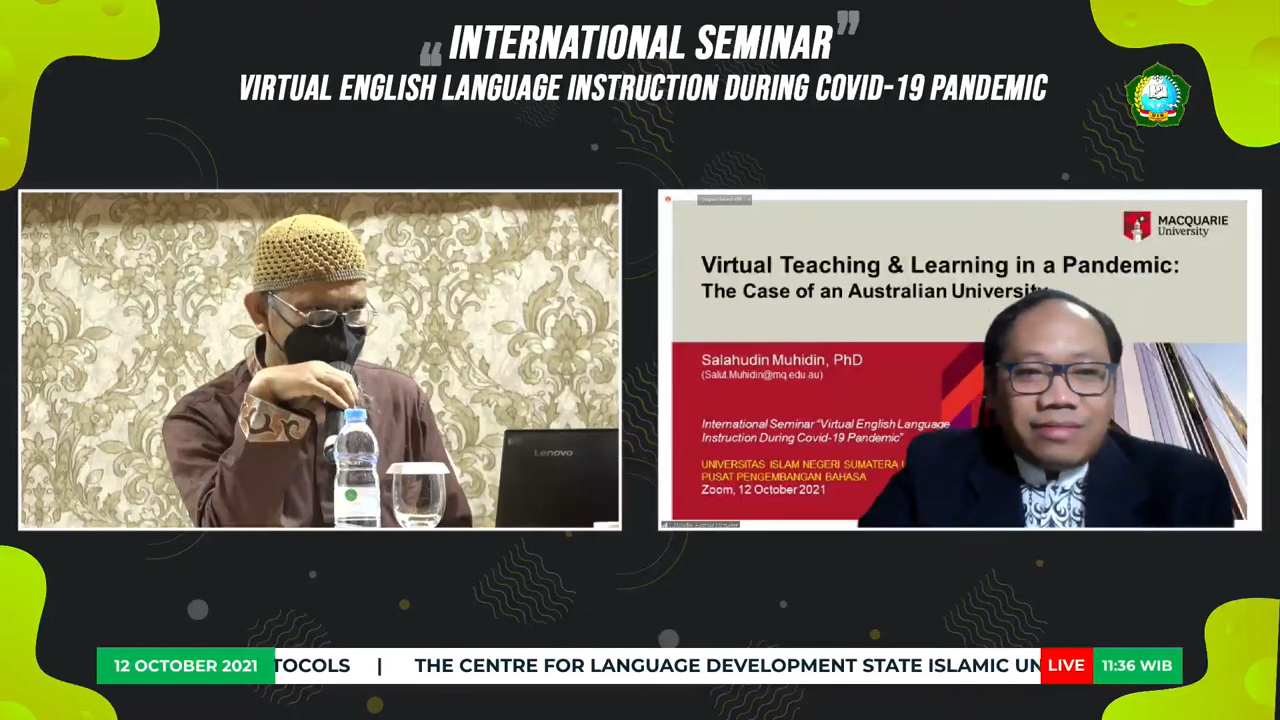 “ INTERNATIONAL SEMINAR ”
VIRTUAL ENGLISH LANGUAGE INSTRUCTION DURING COVID-19 PANDEMIC
MACQUARIE
University
Virtual Teaching & Learning in a Pandemic:
The Case of an Australian University
Salahudin Muhidin, PhD
(Salut.Muhidin@mq.edu.au)
International Seminar “Virtual English Language
Instruction During Covid-19 Pandemic”
UNIVERSITAS ISLAM NEGERI SUMATERA U
PUSAT PENGEMBANGAN BAHASA
Zoom, 12 October 2021
Lenovo
12 OCTOBER 2021
TOCOLS | THE CENTRE FOR LANGUAGE DEVELOPMENT STATE ISLAMIC UN
LIVE
11:36 WIB